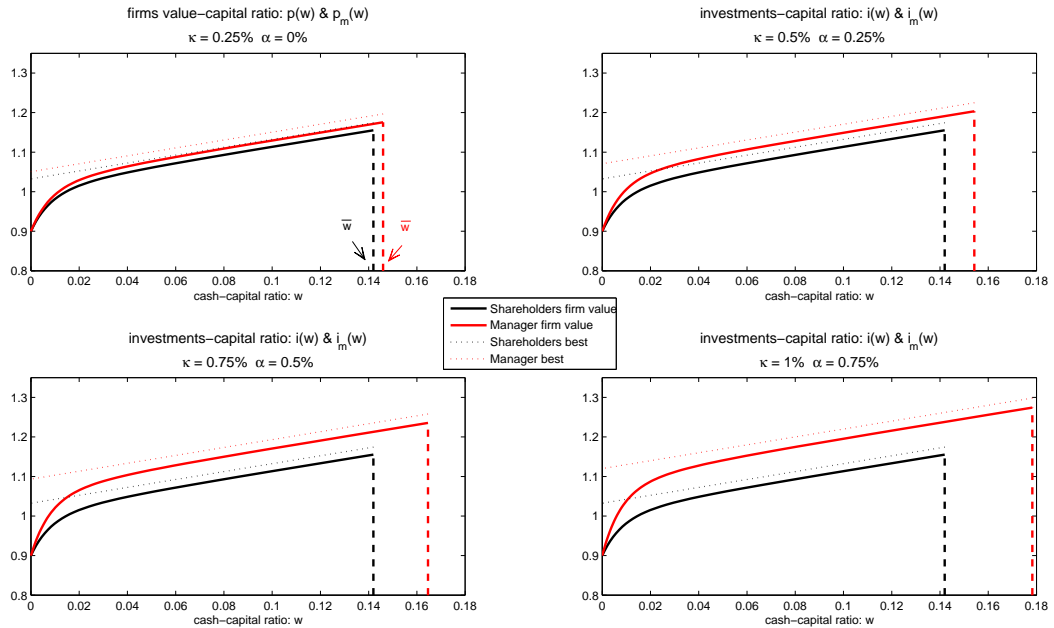 firms value−capital ratio: p(w) & p_m(w)
κ = 0.25% α = 0%
1.3
1.2
1.1
1
0.9
0.8
0 0.02 0.04 0.06 0.08 0.1 0.12 0.14 0.16 0.18
cash−capital ratio: w
w̅ w̅
investments−capital ratio: i(w) & i_m(w)
κ = 0.5% α = 0.25%
1.3
1.2
1.1
1
0.9
0.8
0 0.02 0.04 0.06 0.08 0.1 0.12 0.14 0.16 0.18
cash−capital ratio: w
Shareholders firm value
Manager firm value
Shareholders best
Manager best
investments−capital ratio: i(w) & i_m(w)
κ = 0.75% α = 0.5%
1.3
1.2
1.1
1
0.9
0.8
0 0.02 0.04 0.06 0.08 0.1 0.12 0.14 0.16 0.18
cash−capital ratio: w
investments−capital ratio: i(w) & i_m(w)
κ = 1% α = 0.75%
1.3
1.2
1.1
1
0.9
0.8
0 0.02 0.04 0.06 0.08 0.1 0.12 0.14 0.16 0.18
cash−capital ratio: w